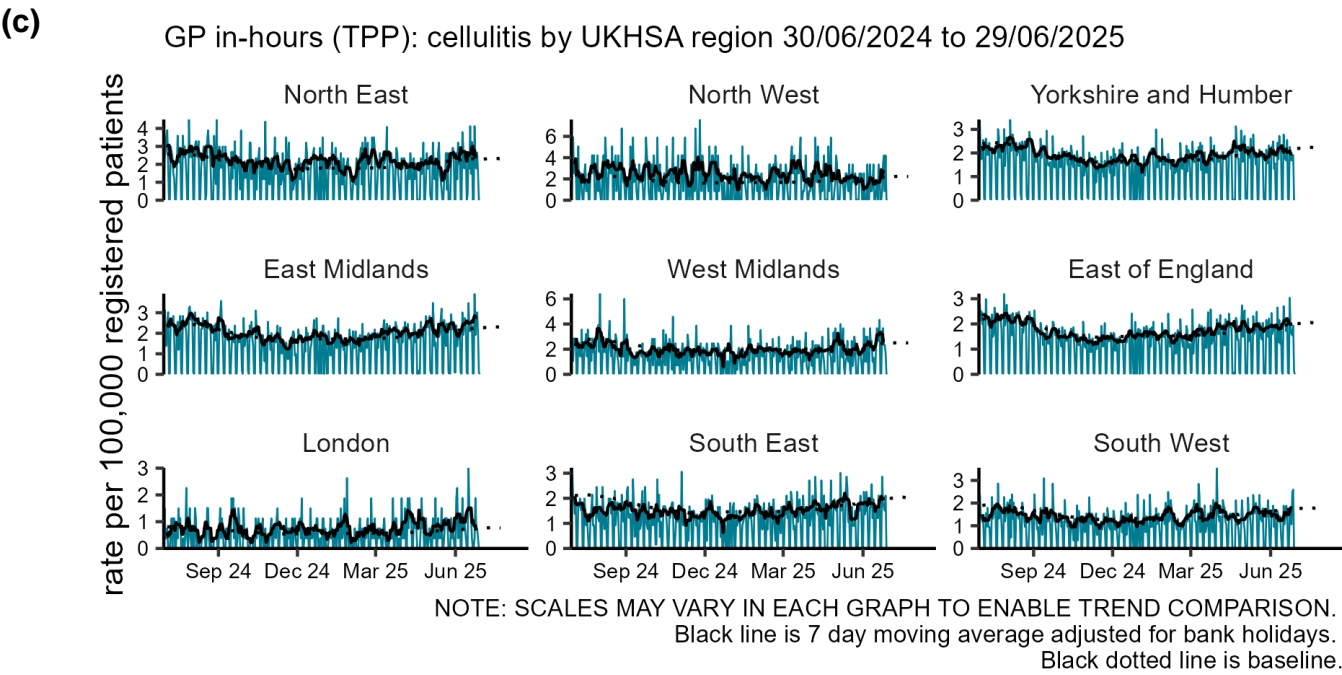 (c)
GP in-hours (TPP): cellulitis by UKHSA region 30/06/2024 to 29/06/2025
rate per 100,000 registered patients
North East
4
3
2
1
0
North West
6
4
2
0
Yorkshire and Humber
3
2
1
0
East Midlands
3
2
1
0
West Midlands
6
4
2
0
East of England
3
2
1
0
London
3
2
1
0
Sep 24 Dec 24 Mar 25 Jun 25
South East
3
2
1
0
Sep 24 Dec 24 Mar 25 Jun 25
South West
3
2
1
0
Sep 24 Dec 24 Mar 25 Jun 25
NOTE: SCALES MAY VARY IN EACH GRAPH TO ENABLE TREND COMPARISON.
Black line is 7 day moving average adjusted for bank holidays.
Black dotted line is baseline.